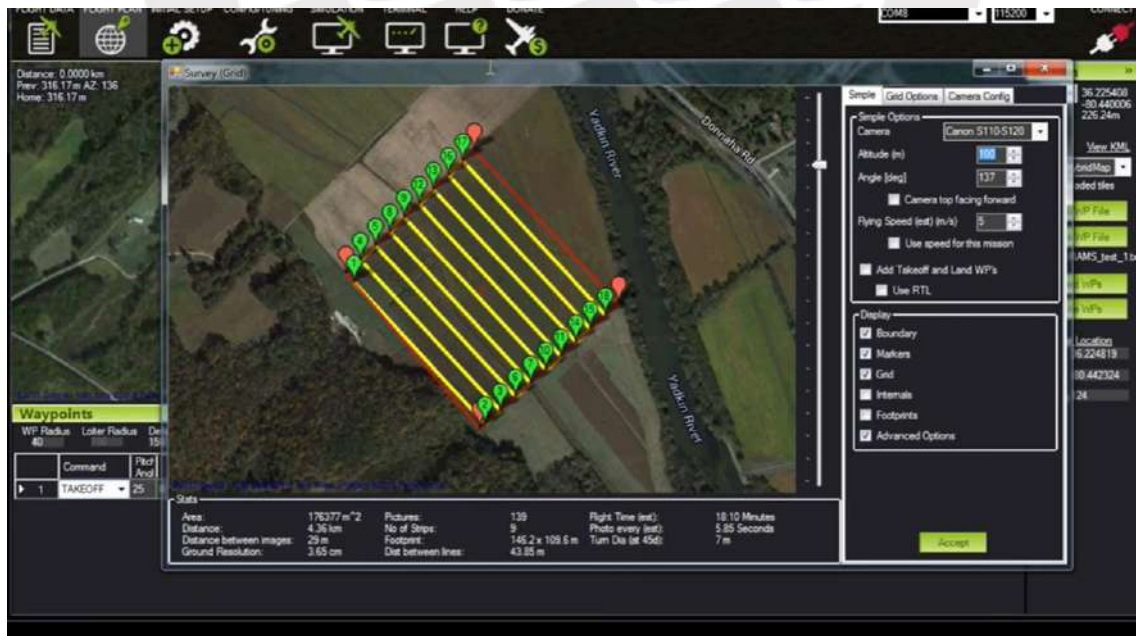 FLIGHT DATA FLIGHT PLAN INITIAL SETUP CONFIG/TUNING SIMULATION TERMINAL HELP DONATE
COM8 115200 CONNECT
Distance: 0.0000 km
Prev: 316.17 m AZ: 136
Home: 316.17 m
Survey (Grid)
Simple Grid Options Camera Config
Simple Options
Camera Canon S110-S120
Altitude (m) 100
Angle [deg] 137
Camera top facing forward
Flying Speed (est) (m/s) 5
Use speed for this mission
Add Takeoff and Land WP's
Use RTL
Display
Boundary
Markers
Grid
Internals
Footprints
Advanced Options
Accept
36.225408
-80.440006
226.24m
View KML
WP File
WP File
Location
Yadkin River
Donnaha Rd
Yadkin River
Waypoints
WP Radius Loiter Radius
40
Command
1 TAKEOFF 25
Stats
Area: 176377 m^2 Pictures: 139 Flight Time (est): 18:10 Minutes
Distance: 4.36 km No of Strips: 9 Photo every (est): 5.85 Seconds
Distance between images: 29 m Footprint: 146.2 x 109.6 m Turn Dia (at 45d): 7 m
Ground Resolution: 3.65 cm Dist between lines: 43.85 m